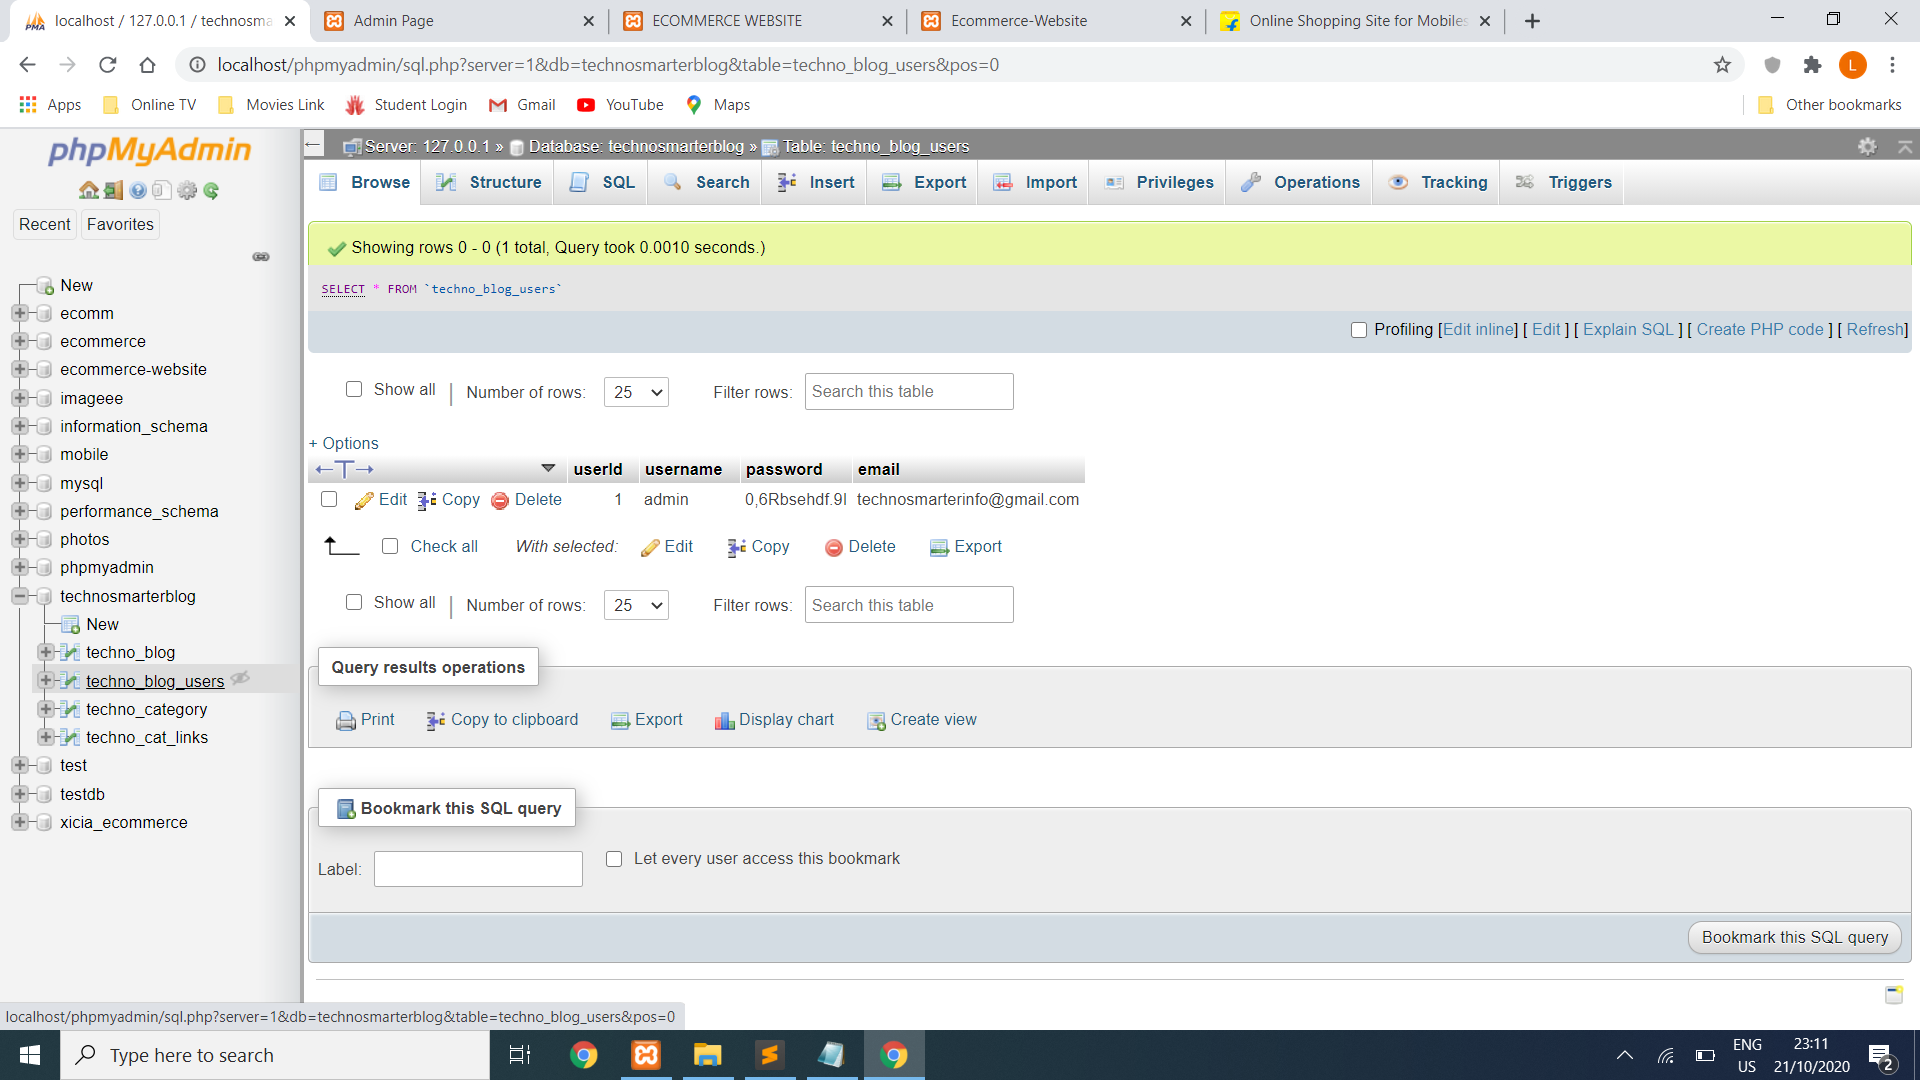 localhost / 127.0.0.1 / technosma
Admin Page
ECOMMERCE WEBSITE
Ecommerce-Website
Online Shopping Site for Mobiles
localhost/phpmyadmin/sql.php?server=1&db=technosmarterblog&table=techno_blog_users&pos=0
L
Apps
Online TV
Movies Link
Student Login
Gmail
YouTube
Maps
Other bookmarks
phpMyAdmin
Recent
Favorites
New
ecomm
ecommerce
ecommerce-website
imageee
information_schema
mobile
mysql
performance_schema
photos
phpmyadmin
technosmarterblog
New
techno_blog
techno_blog_users
techno_category
techno_cat_links
test
testdb
xicia_ecommerce
Server: 127.0.0.1 » Database: technosmarterblog » Table: techno_blog_users
Browse
Structure
SQL
Search
Insert
Export
Import
Privileges
Operations
Tracking
Triggers
Showing rows 0 - 0 (1 total, Query took 0.0010 seconds.)
SELECT * FROM `techno_blog_users`
Profiling [Edit inline] [ Edit ] [ Explain SQL ] [ Create PHP code ] [ Refresh]
Show all | Number of rows: 25 Filter rows: Search this table
+ Options
userId username password email
Edit Copy Delete 1 admin 0,6Rbsehdf.9l technosmarterinfo@gmail.com
Check all With selected: Edit Copy Delete Export
Show all | Number of rows: 25 Filter rows: Search this table
Query results operations
Print Copy to clipboard Export Display chart Create view
Bookmark this SQL query
Label:
Let every user access this bookmark
Bookmark this SQL query
localhost/phpmyadmin/sql.php?server=1&db=technosmarterblog&table=techno_blog_users&pos=0
Type here to search
ENG
US
23:11
21/10/2020
2